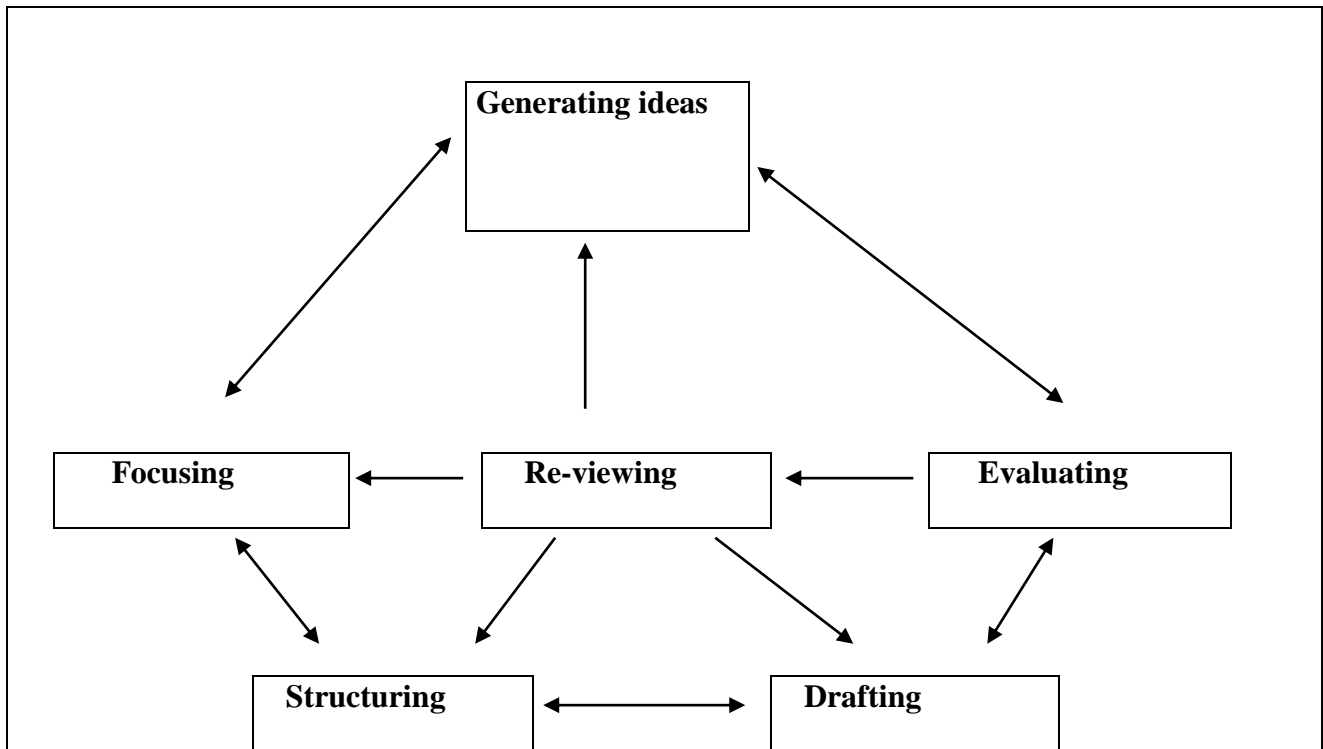 Generating ideas
Focusing
Re-viewing
Evaluating
Structuring
Drafting